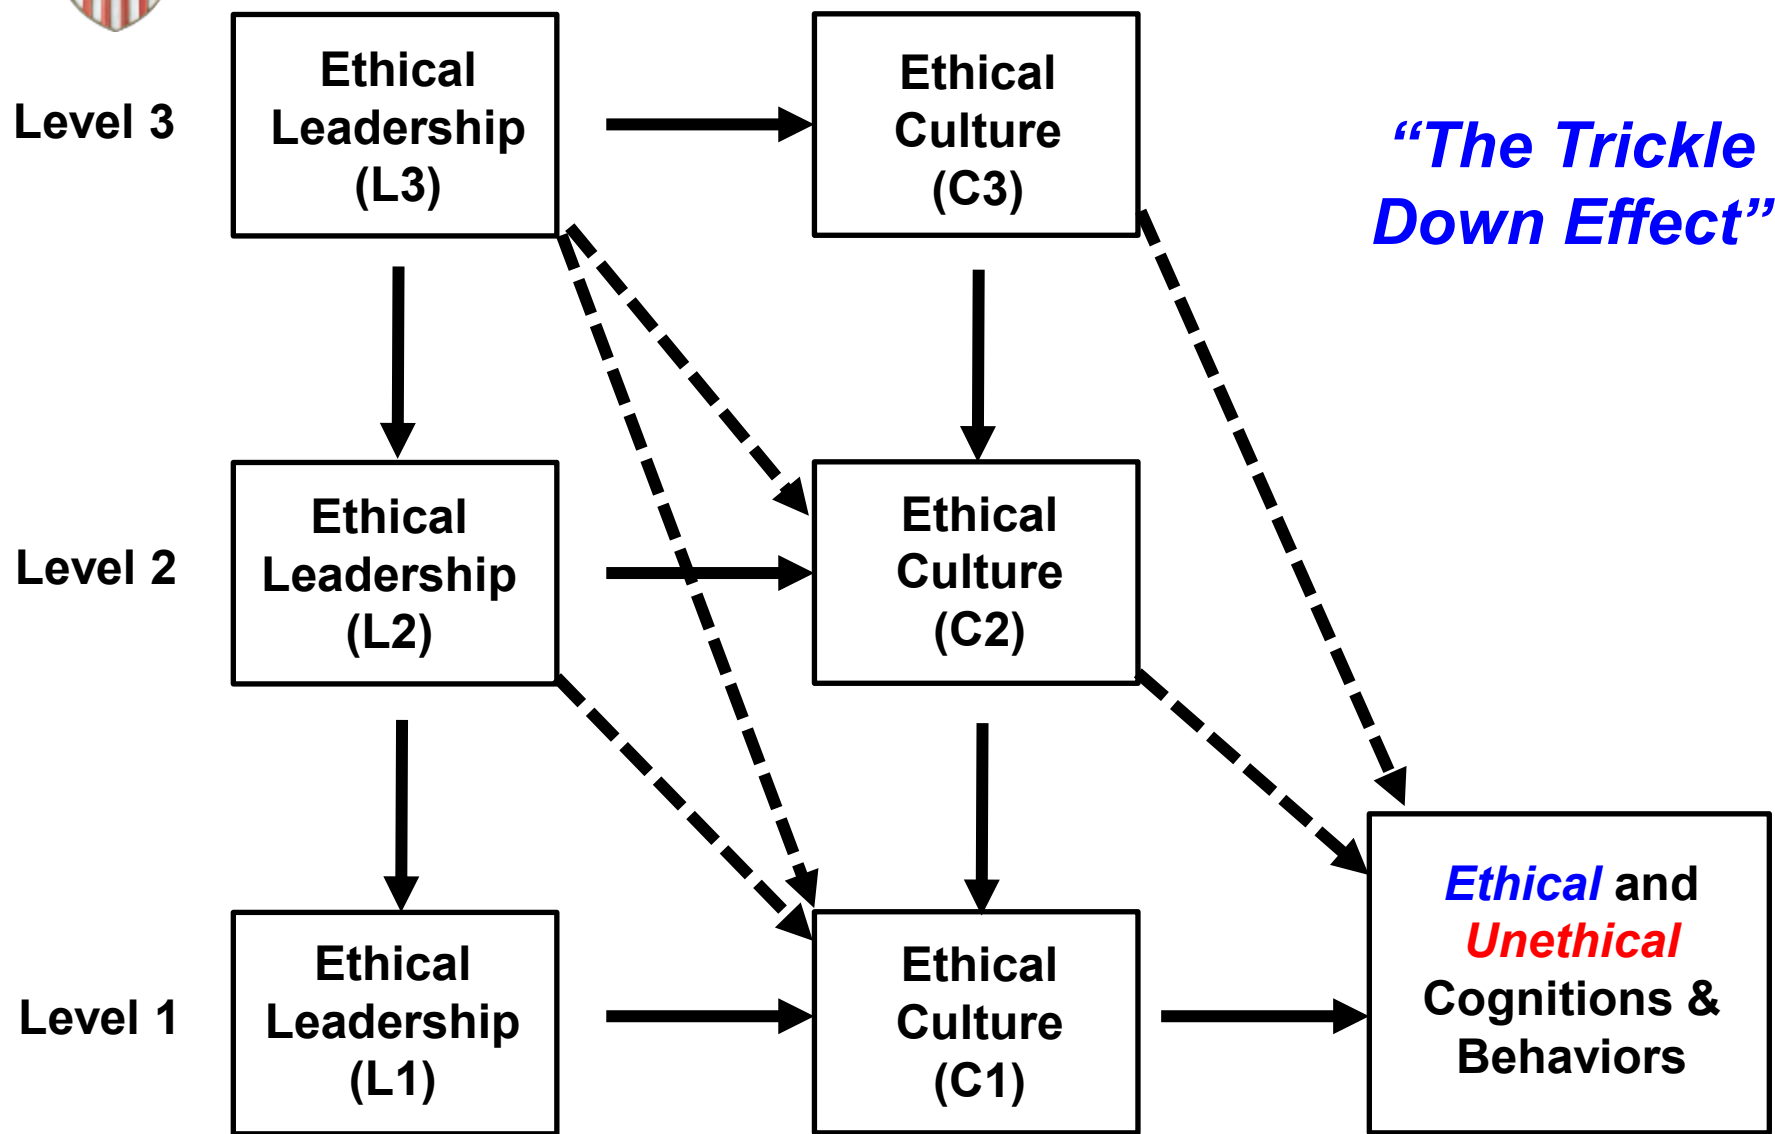 Level 3
Ethical
Leadership
(L3)
Ethical
Culture
(C3)
“The Trickle
Down Effect”
Level 2
Ethical
Leadership
(L2)
Ethical
Culture
(C2)
Level 1
Ethical
Leadership
(L1)
Ethical
Culture
(C1)
Ethical and
Unethical
Cognitions &
Behaviors